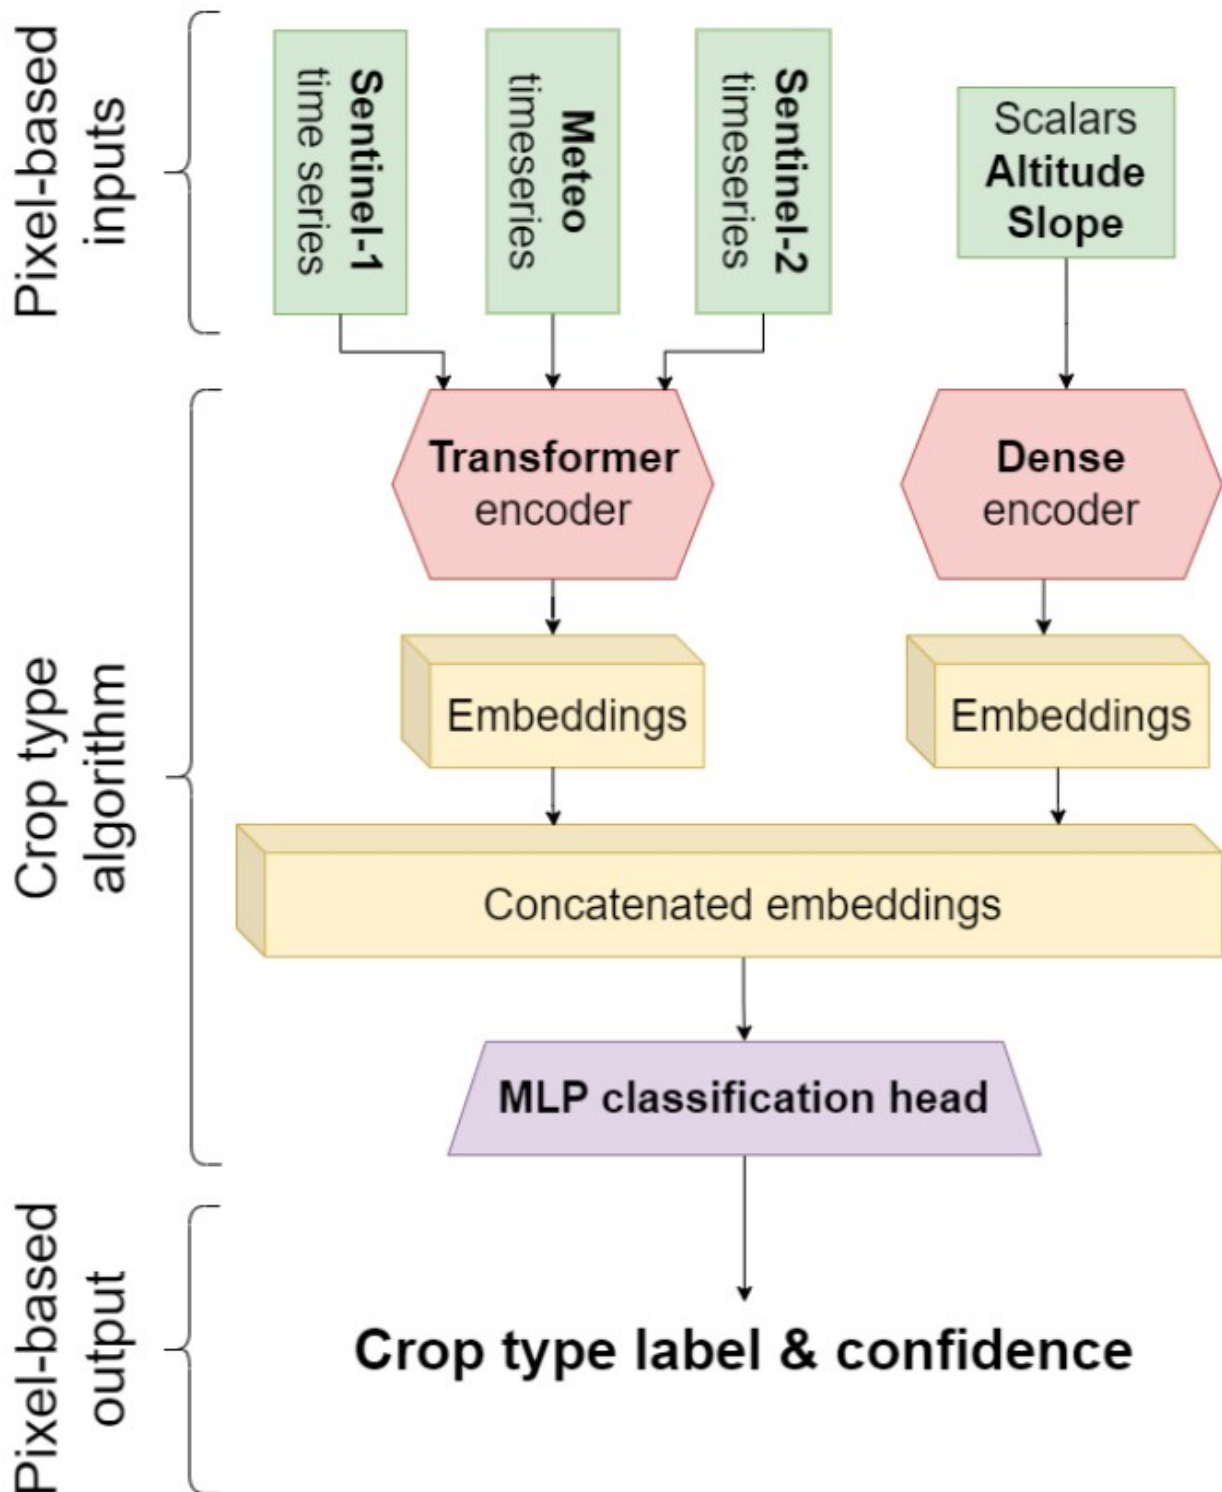 Pixel-based
inputs
Sentinel-1
time series
Meteo
timeseries
Sentinel-2
timeseries
Scalars
Altitude
Slope
Crop type
algorithm
Transformer
encoder
Dense
encoder
Embeddings
Embeddings
Concatenated embeddings
MLP classification head
Pixel-based
output
Crop type label & confidence